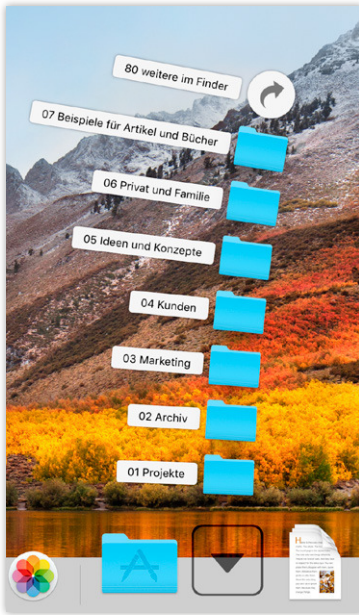 80 weitere im Finder
07 Beispiele für Artikel und Bücher
06 Privat und Familie
05 Ideen und Konzepte
04 Kunden
03 Marketing
02 Archiv
01 Projekte